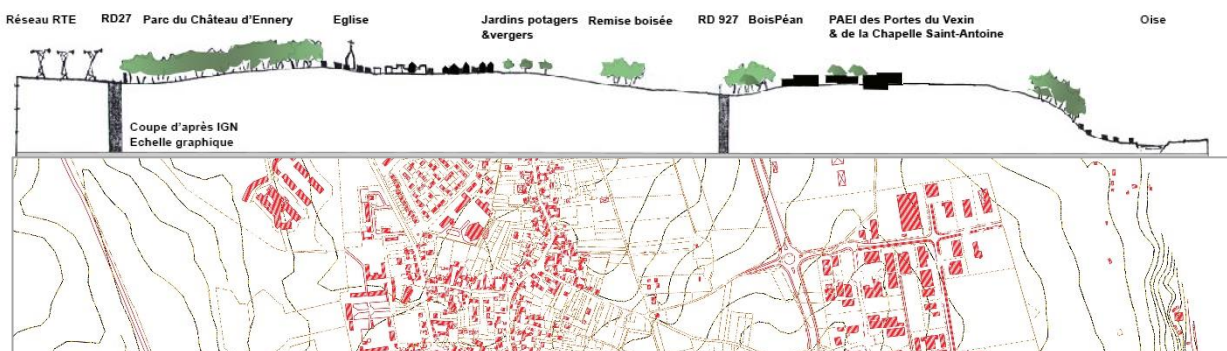 Réseau RTE
RD27
Parc du Château d'Ennery
Eglise
Jardins potagers
&vergers
Remise boisée
RD 927
BoisPéan
PAEI des Portes du Vexin
& de la Chapelle Saint-Antoine
Oise
Coupe d'après IGN
Echelle graphique